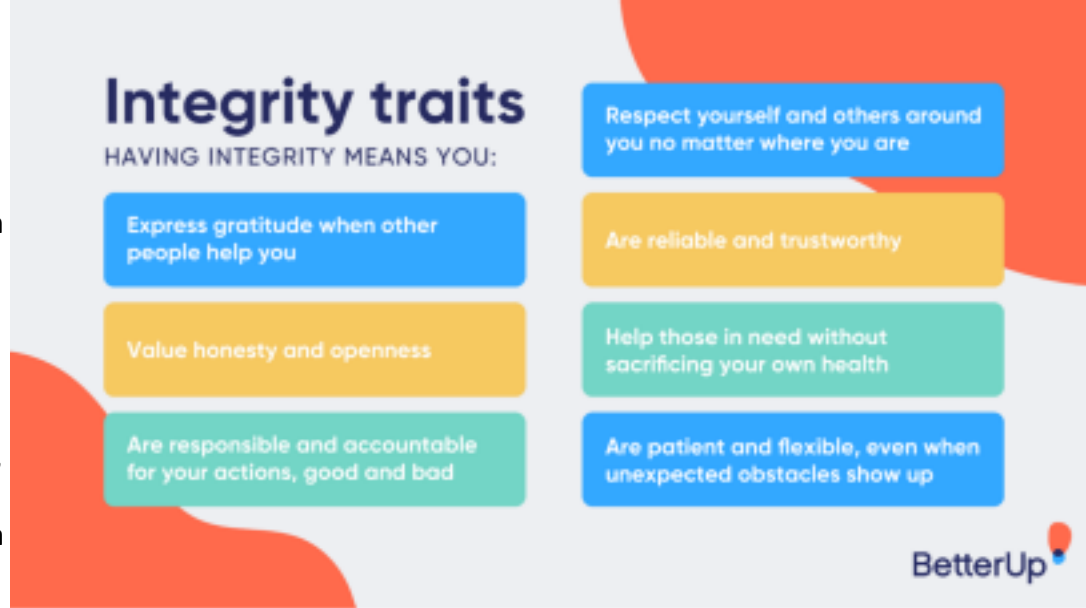 Integrity traits
HAVING INTEGRITY MEANS YOU:
Express gratitude when other
people help you
Value honesty and openness
Are responsible and accountable
for your actions, good and bad
Respect yourself and others around
you no matter where you are
Are reliable and trustworthy
Help those in need without
sacrificing your own health
Are patient and flexible, even when
unexpected obstacles show up
BetterUp